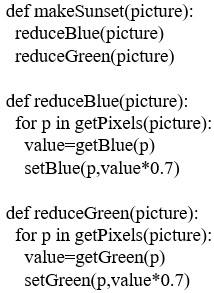 def makeSunset(picture):
  reduceBlue(picture)
  reduceGreen(picture)

def reduceBlue(picture):
  for p in getPixels(picture):
    value=getBlue(p)
    setBlue(p,value*0.7)

def reduceGreen(picture):
  for p in getPixels(picture):
    value=getGreen(p)
    setGreen(p,value*0.7)